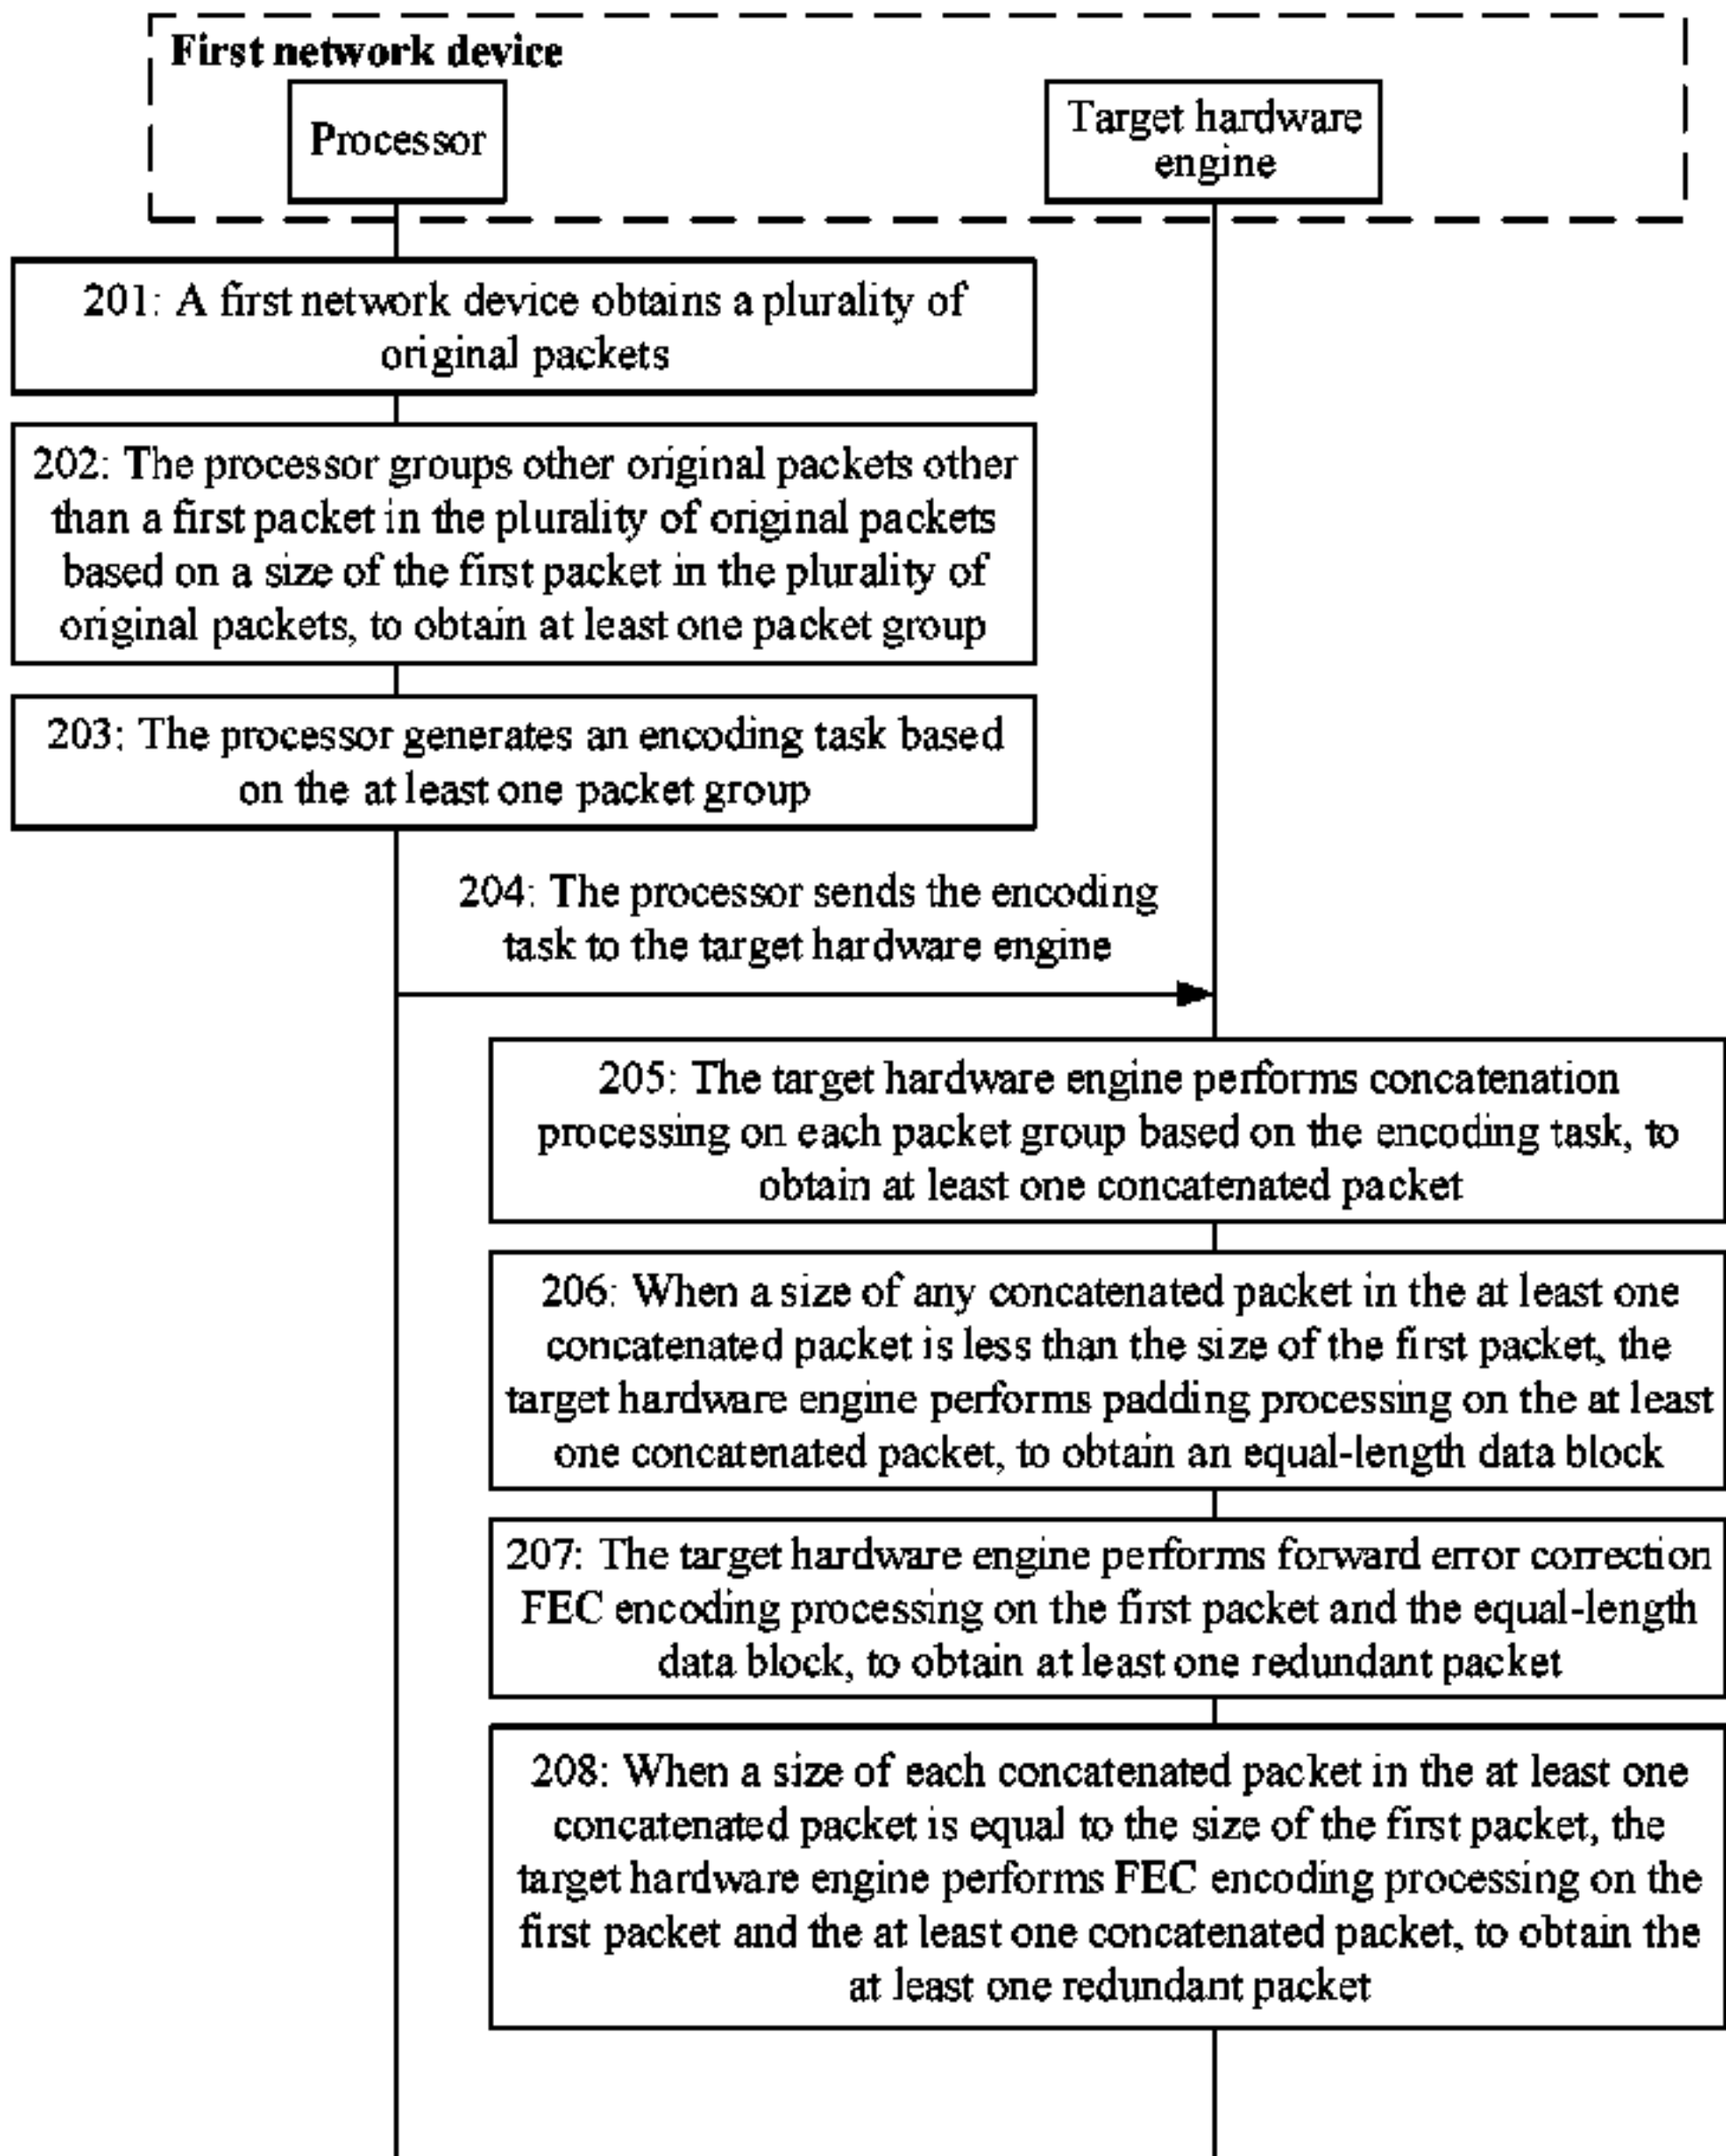 First network device
Processor
Target hardware
engine
201: A first network device obtains a plurality of
original packets
202: The processor groups other original packets other
than a first packet in the plurality of original packets
based on a size of the first packet in the plurality of
original packets, to obtain at least one packet group
203: The processor generates an encoding task based
on the at least one packet group
204: The processor sends the encoding
task to the target hardware engine
205: The target hardware engine performs concatenation
processing on each packet group based on the encoding task, to
obtain at least one concatenated packet
206: When a size of any concatenated packet in the at least one
concatenated packet is less than the size of the first packet, the
target hardware engine performs padding processing on the at least
one concatenated packet, to obtain an equal-length data block
207: The target hardware engine performs forward error correction
FEC encoding processing on the first packet and the equal-length
data block, to obtain at least one redundant packet
208: When a size of each concatenated packet in the at least one
concatenated packet is equal to the size of the first packet, the
target hardware engine performs FEC encoding processing on the
first packet and the at least one concatenated packet, to obtain the
at least one redundant packet